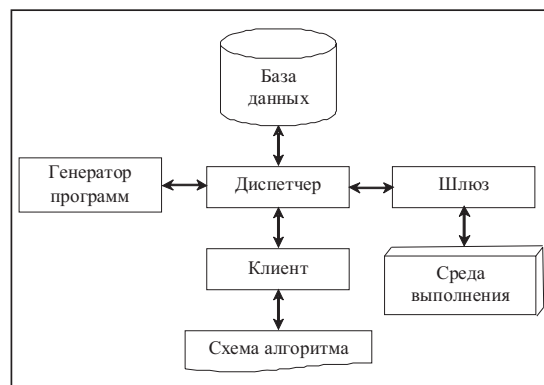 База
данных
Генератор
программ
Диспетчер
Шлюз
Клиент
Среда
выполнения
Схема алгоритма